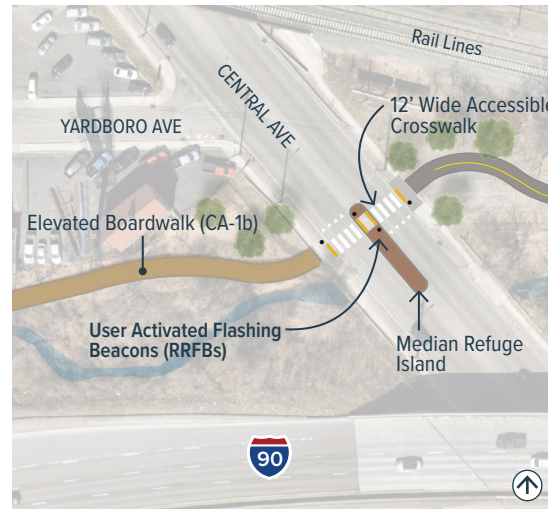 Rail Lines
CENTRAL AVE
12' Wide Accessible
Crosswalk
YARDBORO AVE
Elevated Boardwalk (CA-1b)
User Activated Flashing
Beacons (RRFBs)
Median Refuge
Island
90